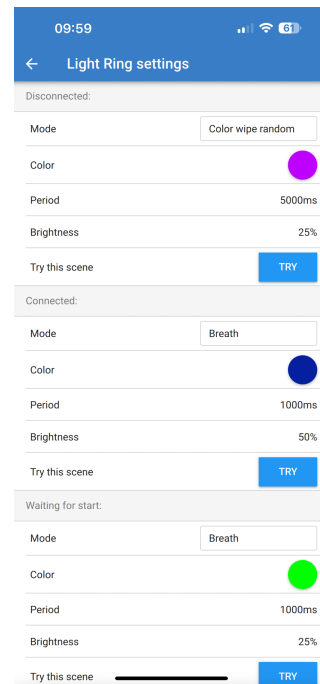 09:59
61
Light Ring settings
Disconnected:
Mode Color wipe random
Color
Period 5000ms
Brightness 25%
Try this scene TRY
Connected:
Mode Breath
Color
Period 1000ms
Brightness 50%
Try this scene TRY
Waiting for start:
Mode Breath
Color
Period 1000ms
Brightness 25%
Try this scene TRY